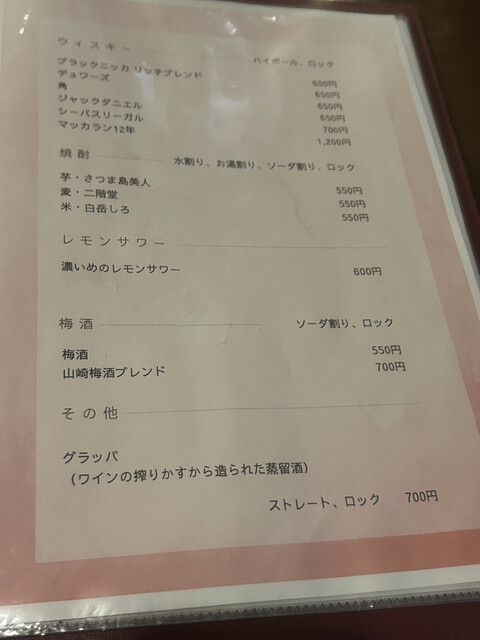 ウィスキー ハイボール、ロック
ブラックニッカ リッチブレンド 600円
デュワーズ 650円
角 650円
ジャックダニエル 650円
シーバスリーガル 700円
マッカラン12年 1,200円
焼酎 水割り、お湯割り、ソーダ割り、ロック
芋・さつま島美人 550円
麦・二階堂 550円
米・白岳しろ 550円
レモンサワー
濃いめのレモンサワー 600円
梅酒 ソーダ割り、ロック
梅酒 550円
山崎梅酒ブレンド 700円
その他
グラッパ
（ワインの搾りかすから造られた蒸留酒）
ストレート、ロック 700円